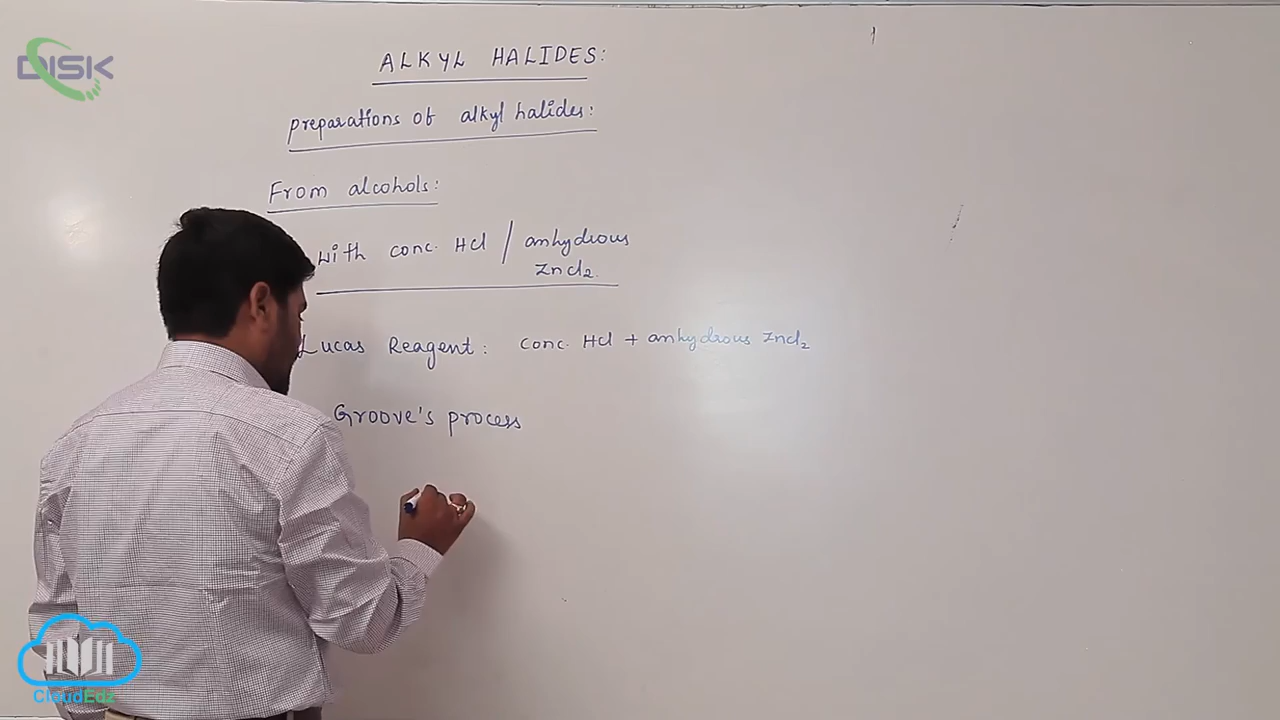 DISK
ALKYL HALIDES:
preparations of alkyl halides:
From alcohols:
with conc. HCl / anhydrous
ZnCl2.
Lucas Reagent: conc. HCl + anhydrous ZnCl2
Groove's process
CloudEdz